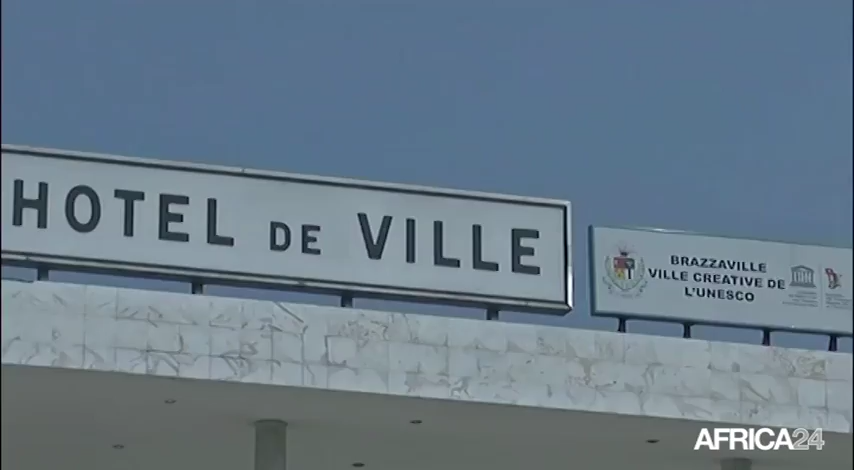 HOTEL DE VILLE
BRAZZAVILLE
VILLE CREATIVE DE
L'UNESCO
AFRICA24